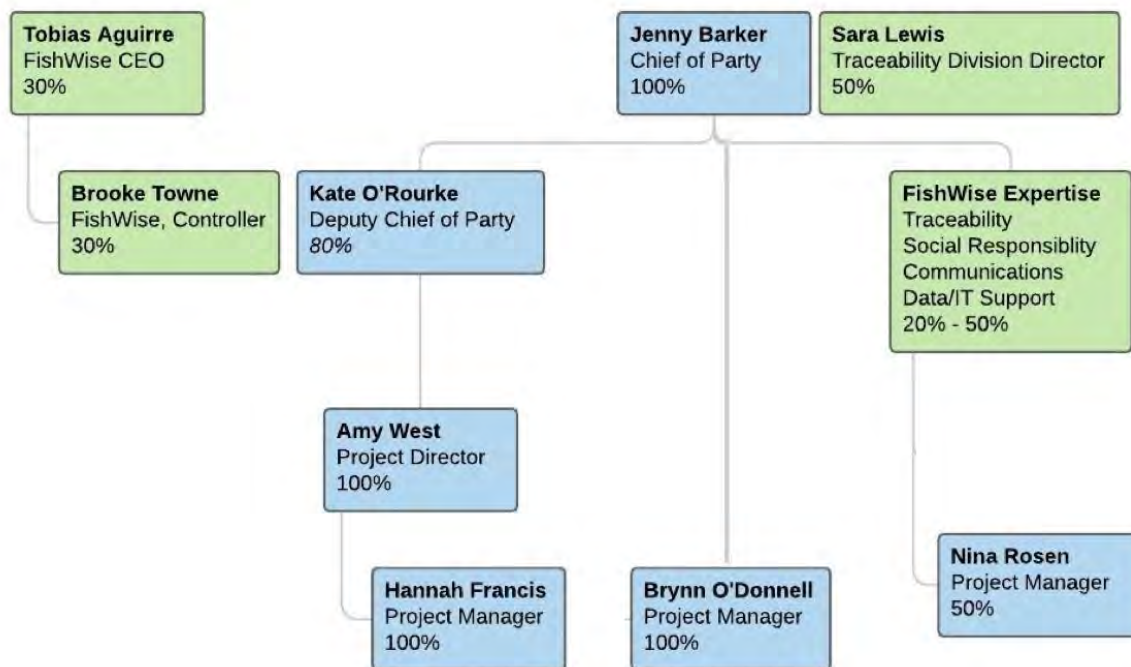 Tobias Aguirre
FishWise CEO
30%
Jenny Barker
Chief of Party
100%
Sara Lewis
Traceability Division Director
50%
Brooke Towne
FishWise, Controller
30%
Kate O'Rourke
Deputy Chief of Party
80%
FishWise Expertise
Traceability
Social Responsiblity
Communications
Data/IT Support
20% - 50%
Amy West
Project Director
100%
Hannah Francis
Project Manager
100%
Brynn O'Donnell
Project Manager
100%
Nina Rosen
Project Manager
50%